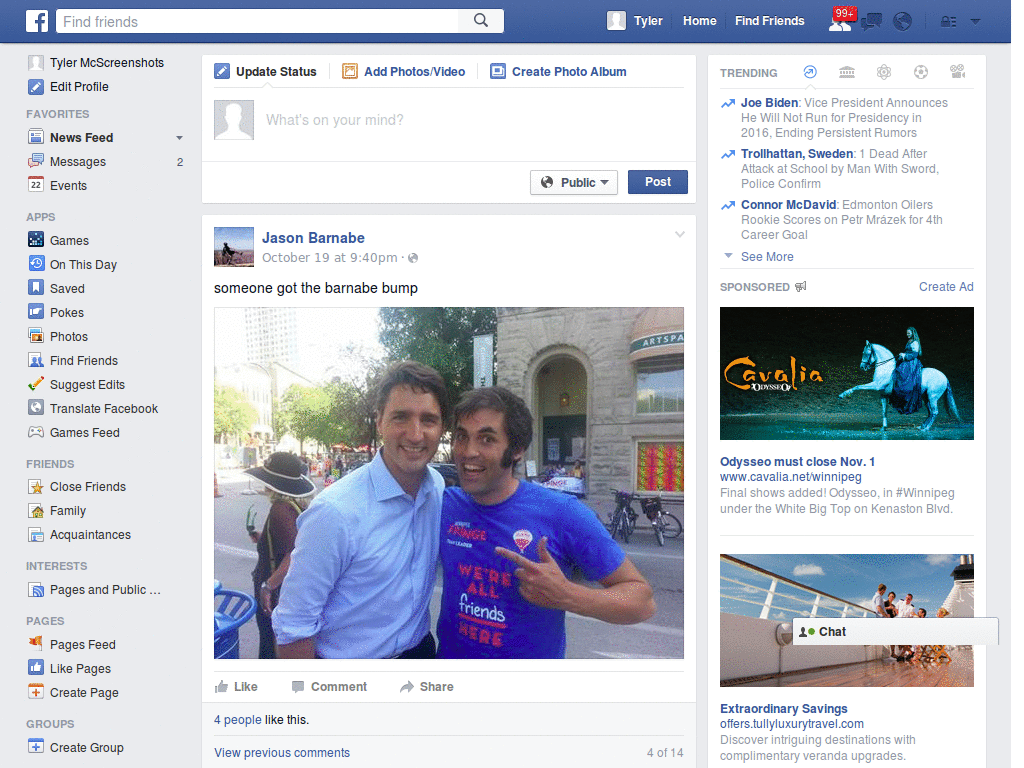 f
Find friends
Tyler
Home
Find Friends
99+
Tyler McScreenshots
Edit Profile
FAVORITES
News Feed
Messages
2
22
Events
APPS
Games
On This Day
Saved
Pokes
Photos
Find Friends
Suggest Edits
Translate Facebook
Games Feed
FRIENDS
Close Friends
Family
Acquaintances
INTERESTS
Pages and Public ...
PAGES
Pages Feed
Like Pages
Create Page
GROUPS
Create Group
Update Status
Add Photos/Video
Create Photo Album
What's on your mind?
Public
Post
Jason Barnabe
October 19 at 9:40pm ·
someone got the barnabe bump
ARTSPA
FRINGE
TEAM LEADER
WE'RE
ALL
friends
HERE
Like
Comment
Share
4 people like this.
View previous comments
4 of 14
TRENDING
Joe Biden: Vice President Announces
He Will Not Run for Presidency in
2016, Ending Persistent Rumors
Trollhattan, Sweden: 1 Dead After
Attack at School by Man With Sword,
Police Confirm
Connor McDavid: Edmonton Oilers
Rookie Scores on Petr Mrázek for 4th
Career Goal
See More
SPONSORED
Create Ad
Cavalia
ODYSSEO
Odysseo must close Nov. 1
www.cavalia.net/winnipeg
Final shows added! Odysseo, in #Winnipeg
under the White Big Top on Kenaston Blvd.
Chat
Extraordinary Savings
offers.tullyluxurytravel.com
Discover intriguing destinations with
complimentary veranda upgrades.